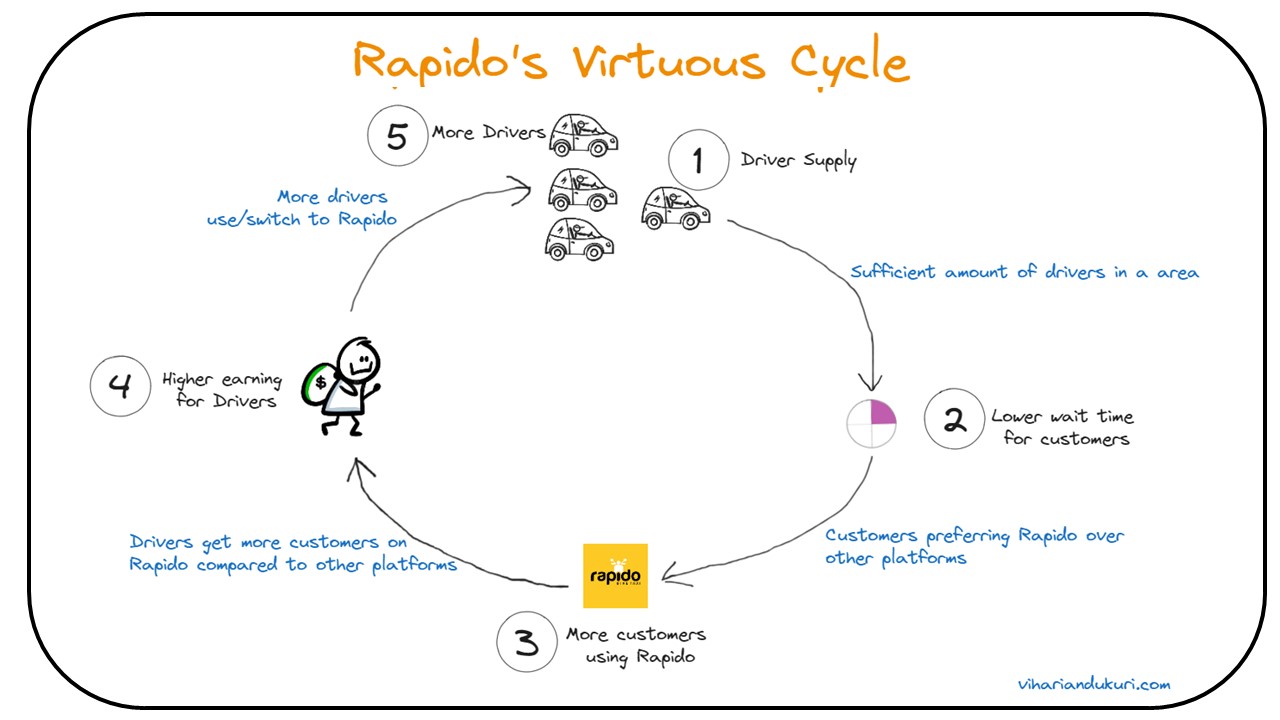 Rapido's Virtuous Cycle
5
More Drivers
1
Driver Supply
More drivers
use/switch to Rapido
Sufficient amount of drivers in a area
4
Higher earning
for Drivers
$
2
Lower wait time
for customers
Drivers get more customers on
Rapido compared to other platforms
Customers preferring Rapido over
other platforms
rapido
BIKE TAXI
3
More customers
using Rapido
vihariandukuri.com